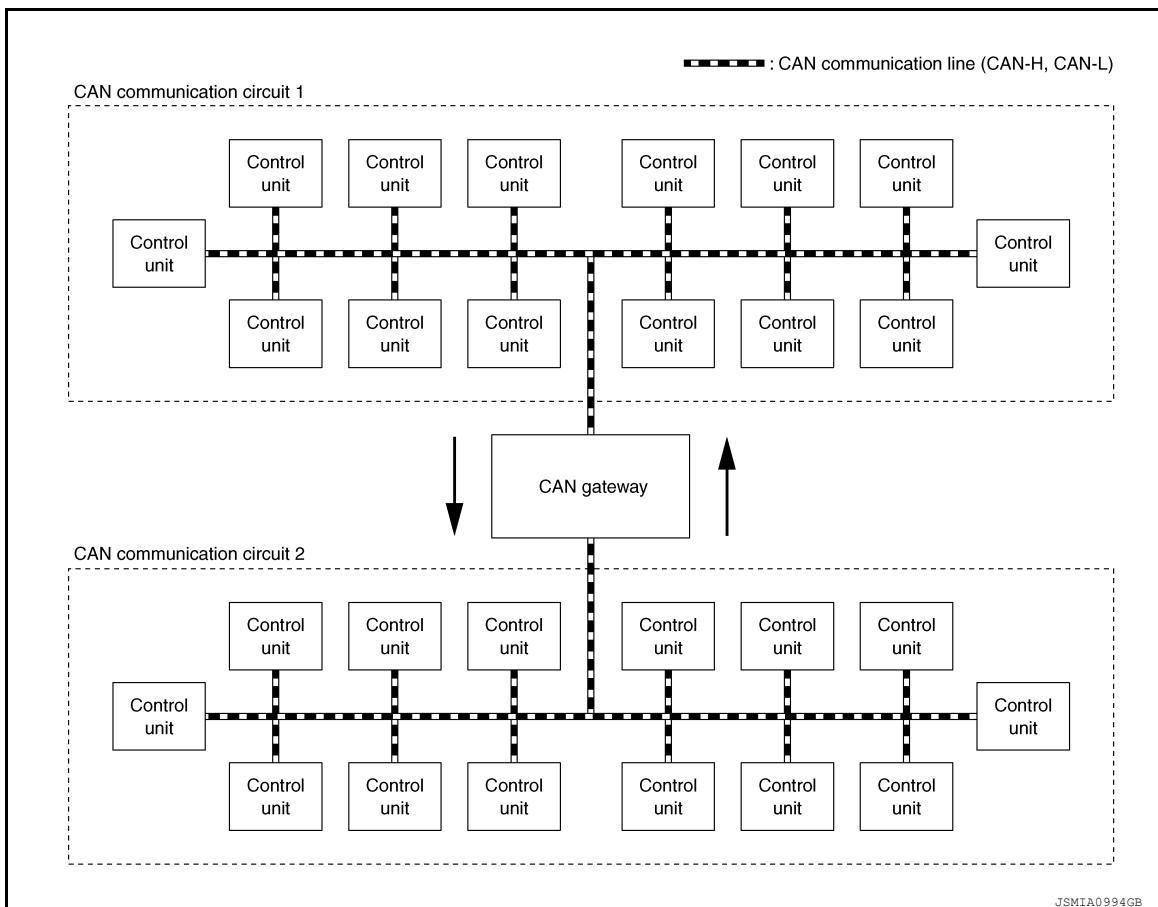 : CAN communication line (CAN-H, CAN-L)
CAN communication circuit 1
Control
unit
Control
unit
Control
unit
Control
unit
Control
unit
Control
unit
Control
unit
Control
unit
Control
unit
Control
unit
Control
unit
Control
unit
Control
unit
Control
unit
CAN gateway
CAN communication circuit 2
Control
unit
Control
unit
Control
unit
Control
unit
Control
unit
Control
unit
Control
unit
Control
unit
Control
unit
Control
unit
Control
unit
Control
unit
Control
unit
Control
unit
JSMIA0994GB